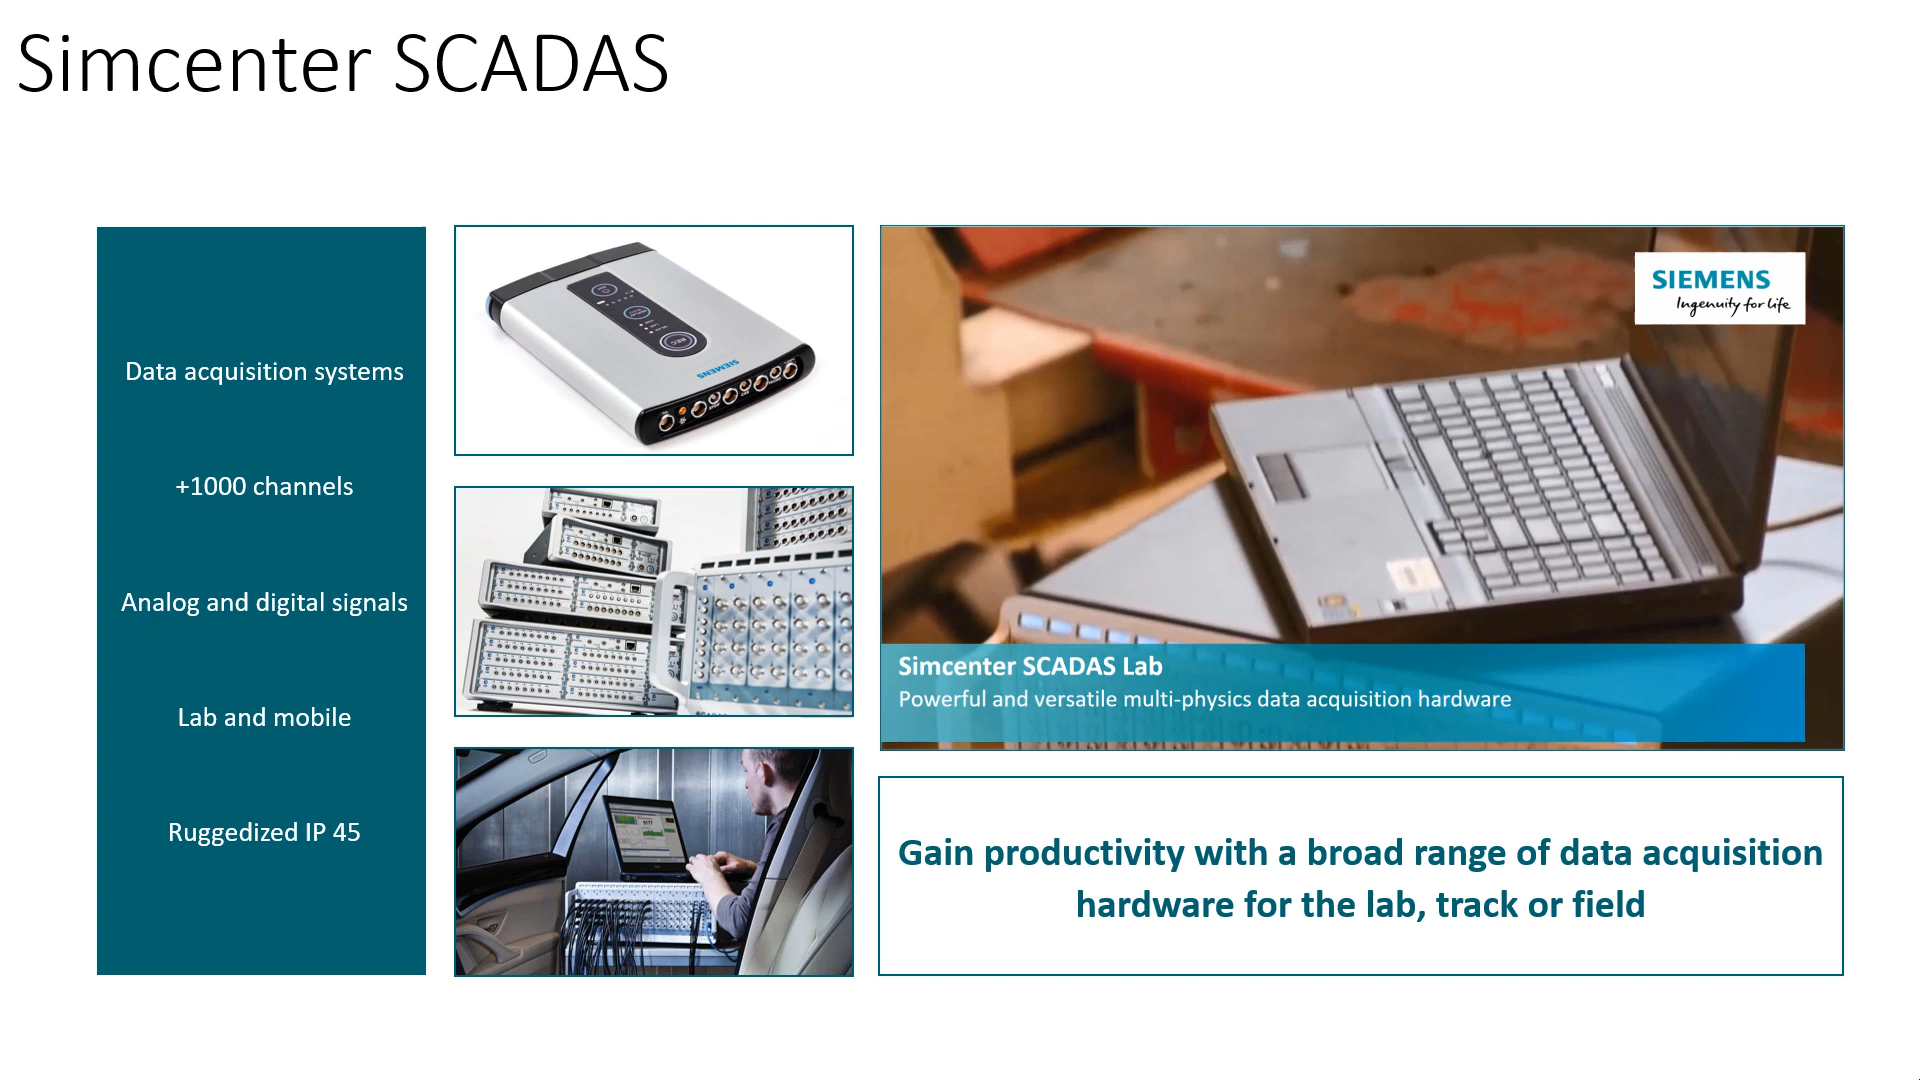 Simcenter SCADAS
Data acquisition systems
+1000 channels
Analog and digital signals
Lab and mobile
Ruggedized IP 45
REC
SIEMENS
SIEMENS
Ingenuity for life
Simcenter SCADAS Lab
Powerful and versatile multi-physics data acquisition hardware
Gain productivity with a broad range of data acquisition
hardware for the lab, track or field